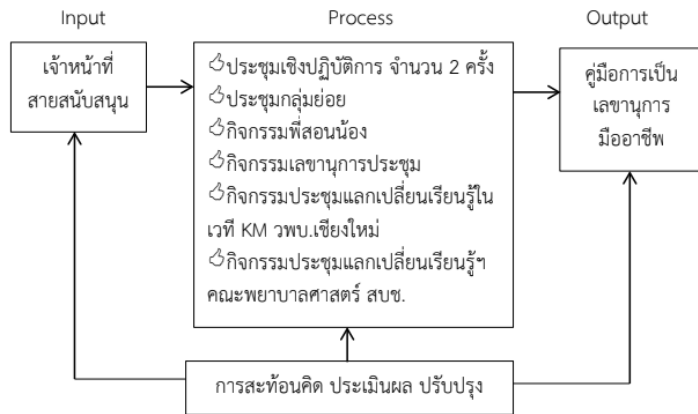 Input
Process
Output
เจ้าหน้าที่
สายสนับสนุน
ประชุมเชิงปฏิบัติการ จำนวน 2 ครั้ง
ประชุมกลุ่มย่อย
กิจกรรมพี่สอนน้อง
กิจกรรมเลขานุการประชุม
กิจกรรมประชุมแลกเปลี่ยนเรียนรู้ใน
เวที KM วพบ.เชียงใหม่
กิจกรรมประชุมแลกเปลี่ยนเรียนรู้ฯ
คณะพยาบาลศาสตร์ สบช.
คู่มือการเป็น
เลขานุการ
มืออาชีพ
การสะท้อนคิด ประเมินผล ปรับปรุง